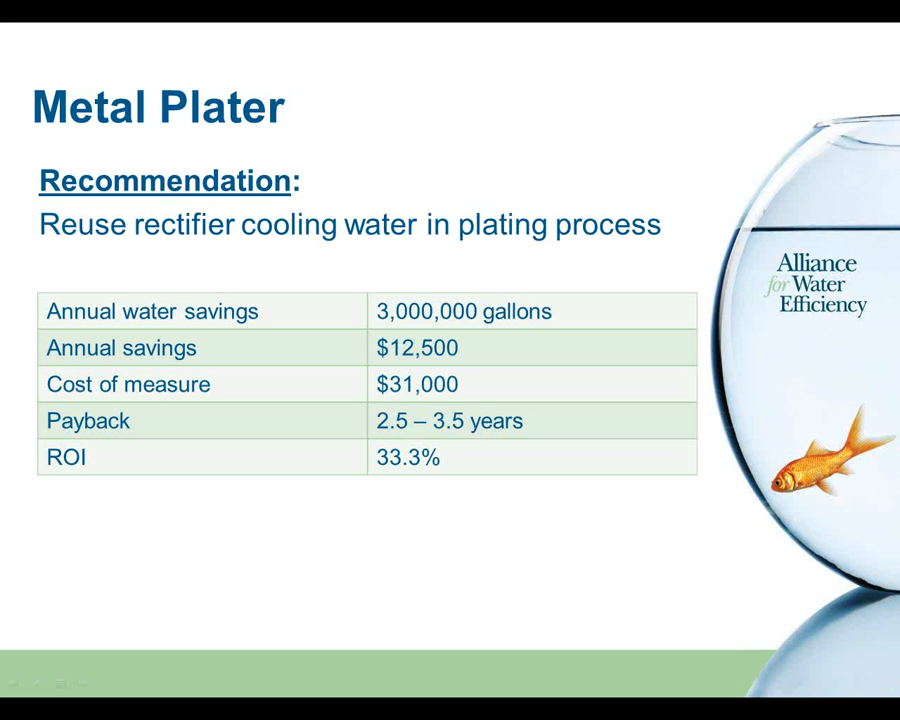 Metal Plater
Recommendation:
Reuse rectifier cooling water in plating process
Annual water savings 3,000,000 gallons
Annual savings $12,500
Cost of measure $31,000
Payback 2.5 – 3.5 years
ROI 33.3%
Alliance
for Water
Efficiency